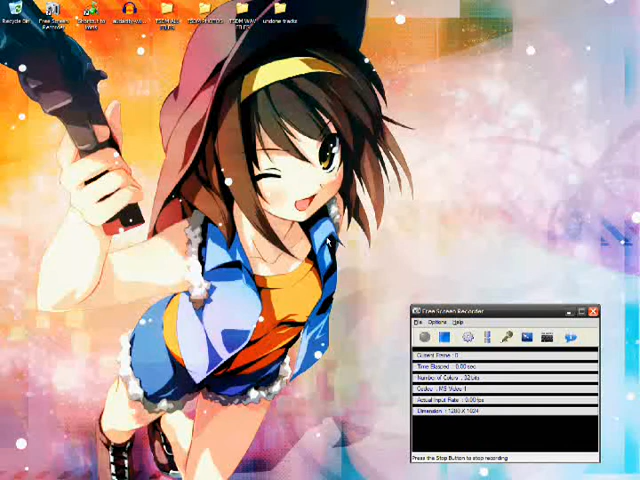 Recycle Bin
Free Screen Recorder
Shortcut to
undone tracks
Free Screen Recorder
File Options Help
Current Frame : 0
Time Elapsed : 0.00 sec
Number of Colors : 32 bits
Codec : MS Video 1
Actual Input Rate : 0.00 fps
Dimension : 1280 X 1024
Press the Stop Button to stop recording